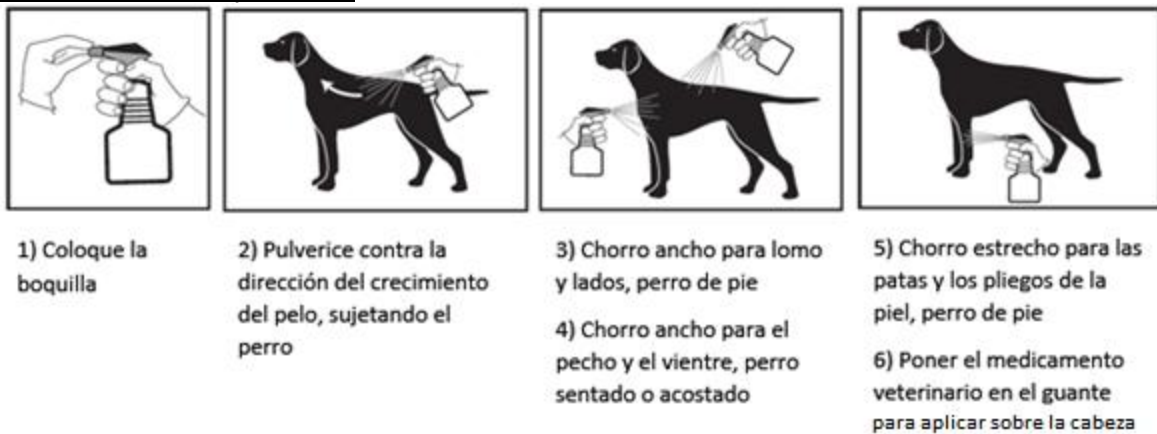 1) Coloque la
boquilla
2) Pulverice contra la
dirección del crecimiento
del pelo, sujetando el
perro
3) Chorro ancho para lomo
y lados, perro de pie
4) Chorro ancho para el
pecho y el vientre, perro
sentado o acostado
5) Chorro estrecho para las
patas y los pliegues de la
piel, perro de pie
6) Poner el medicamento
veterinario en el guante
para aplicar sobre la cabeza